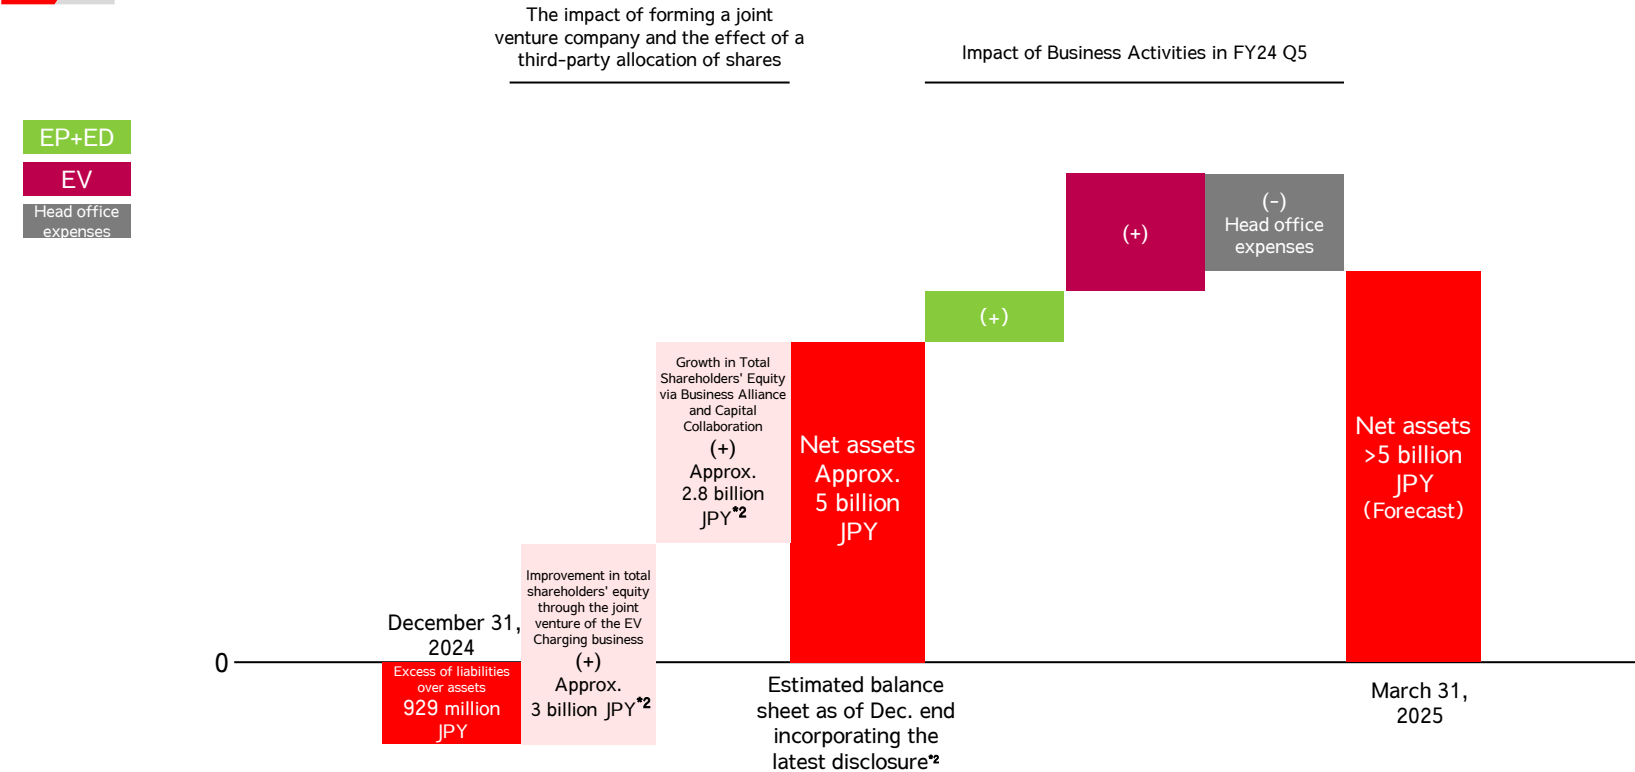 The impact of forming a joint
venture company and the effect of a
third-party allocation of shares
Impact of Business Activities in FY24 Q5
EP+ED
EV
Head office
expenses
(+)
(+)
(-)
Head office
expenses
Growth in Total
Shareholders' Equity
via Business Alliance
and Capital
Collaboration
(+)
Approx.
2.8 billion
JPY*2
Net assets
Approx.
5 billion
JPY
Net assets
>5 billion
JPY
(Forecast)
Improvement in total
shareholders' equity
through the joint
venture of the EV
Charging business
(+)
Approx.
3 billion JPY*2
December 31,
2024
0
Excess of liabilities
over assets
929 million
JPY
Estimated balance
sheet as of Dec. end
incorporating the
latest disclosure*2
March 31,
2025